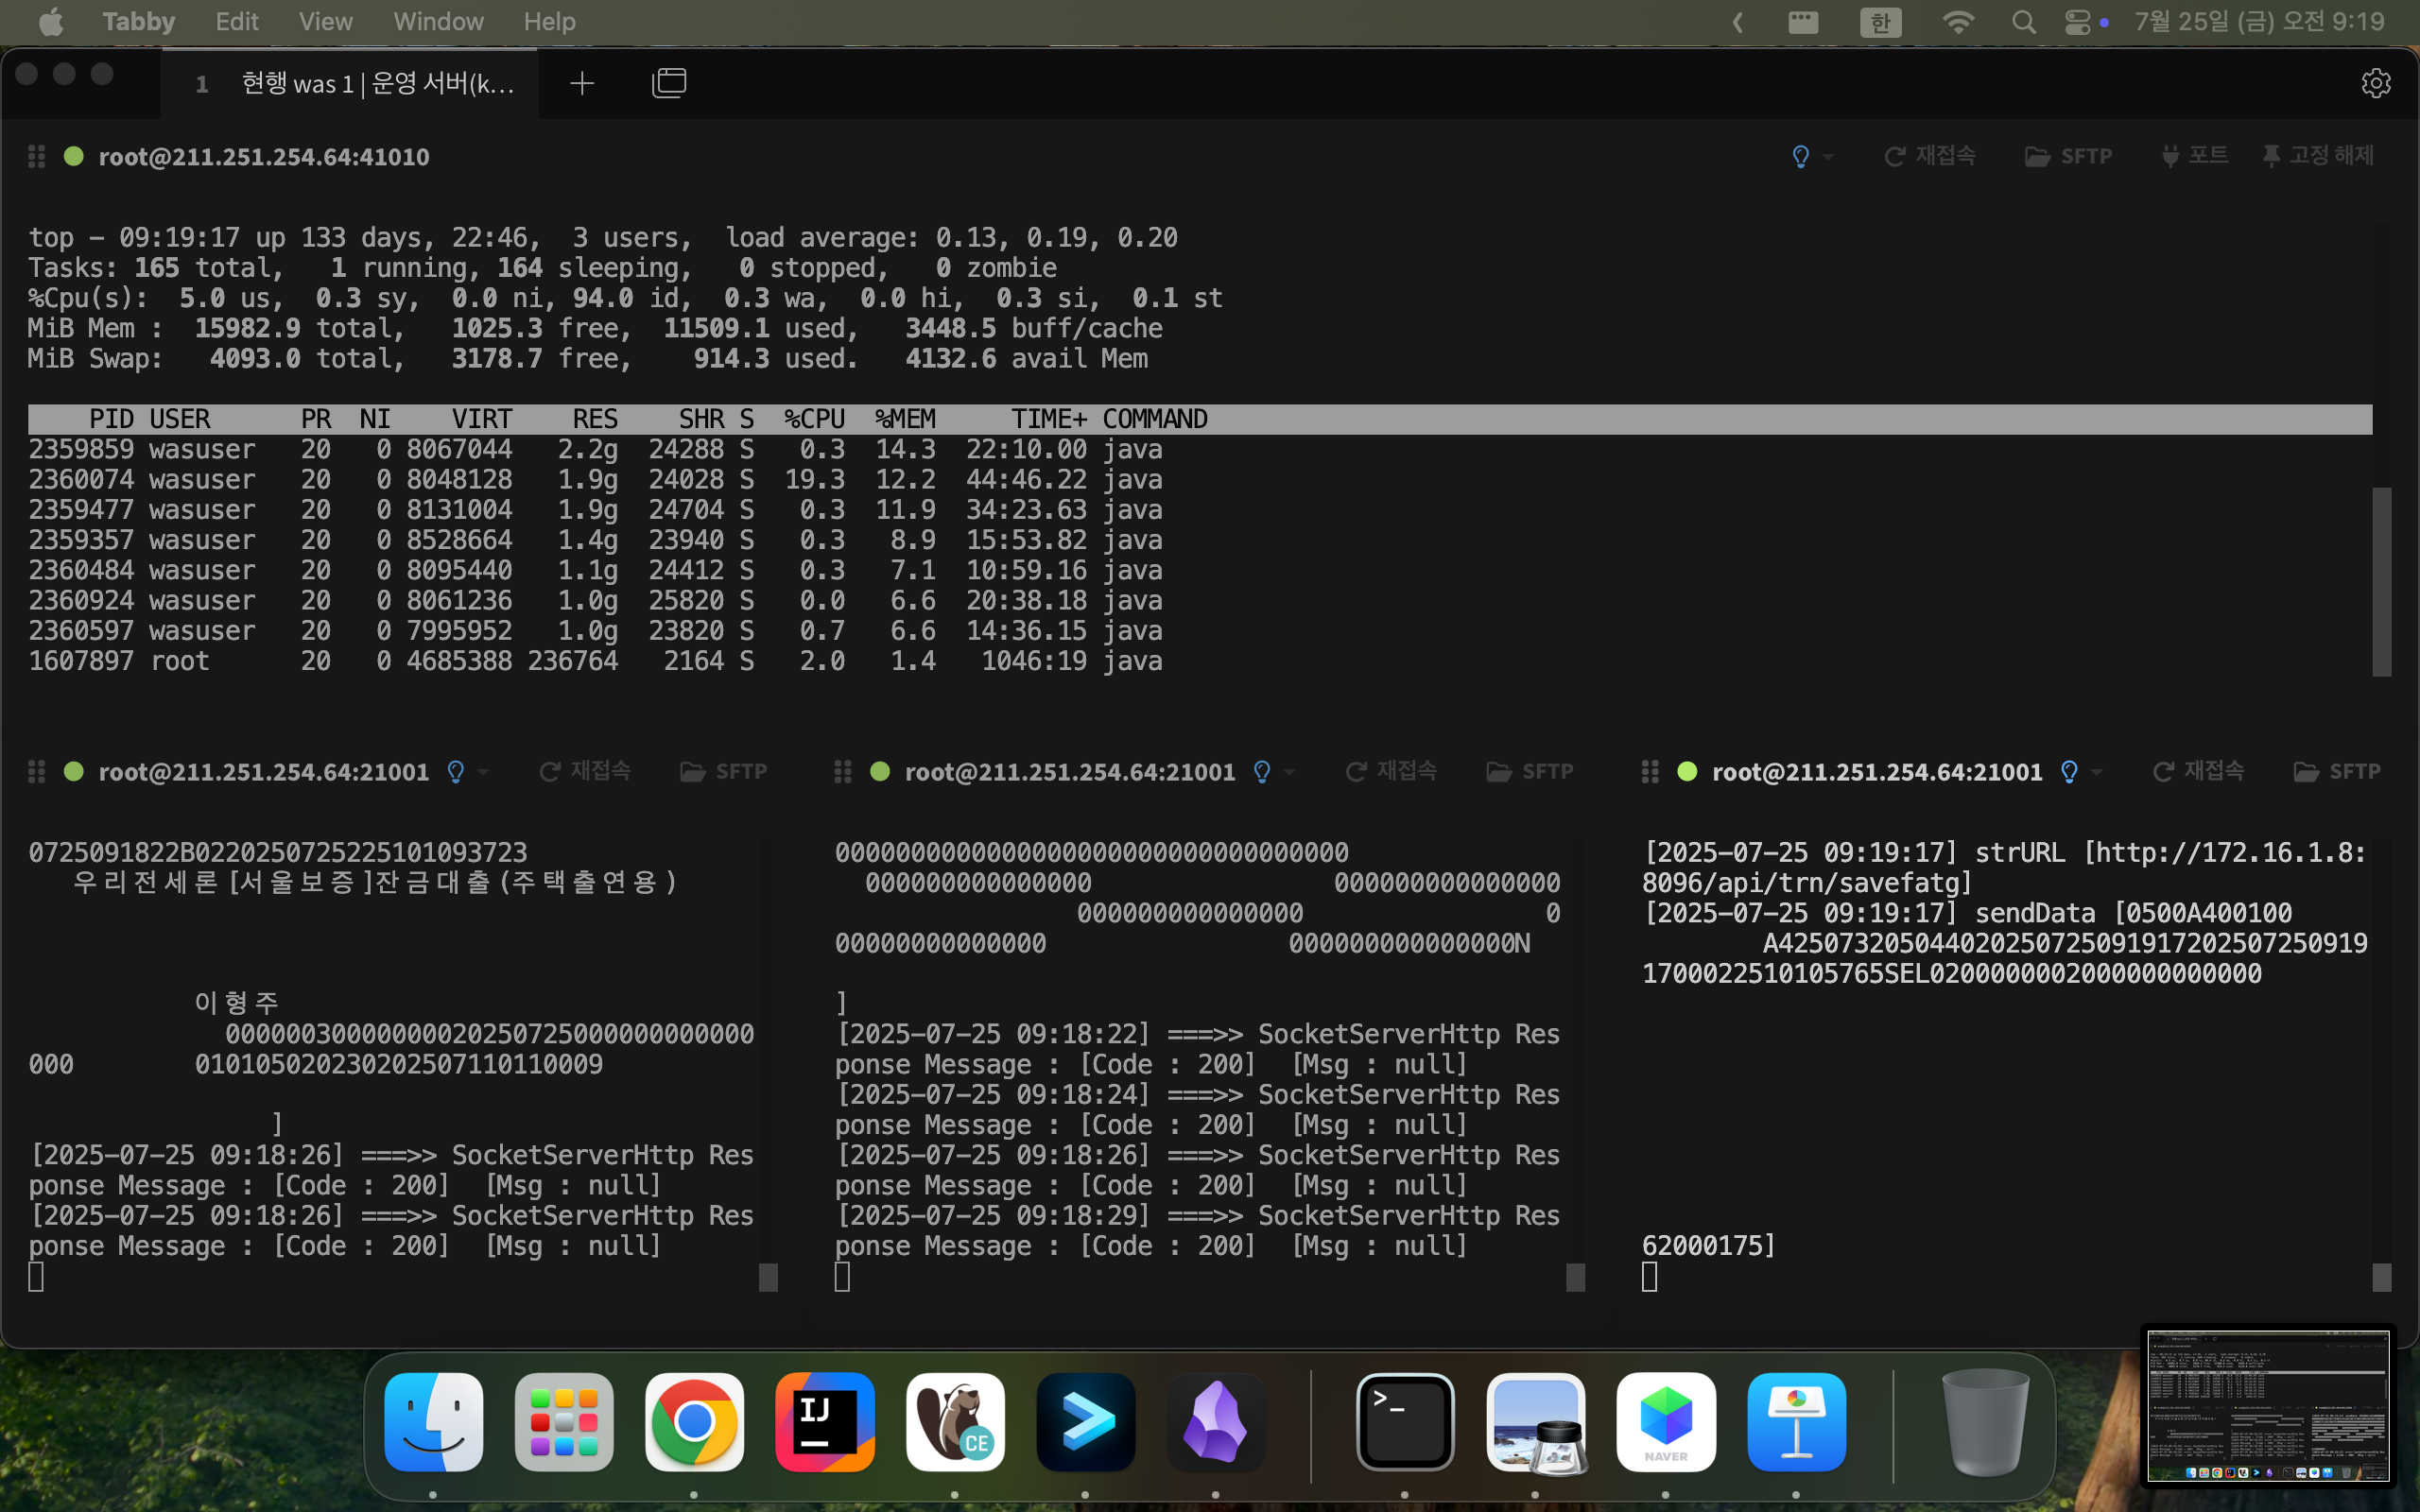 Tabby Edit View Window Help 한 7월 25일 (금) 오전 9:19
1 현행 was 1 | 운영 서버(k...
root@211.251.254.64:41010 재접속 SFTP 포트 고정 해제
top - 09:19:17 up 133 days, 22:46, 3 users, load average: 0.13, 0.19, 0.20
Tasks: 165 total, 1 running, 164 sleeping, 0 stopped, 0 zombie
%Cpu(s): 5.0 us, 0.3 sy, 0.0 ni, 94.0 id, 0.3 wa, 0.0 hi, 0.3 si, 0.1 st
MiB Mem : 15982.9 total, 1025.3 free, 11509.1 used, 3448.5 buff/cache
MiB Swap: 4093.0 total, 3178.7 free, 914.3 used. 4132.6 avail Mem
PID USER PR NI VIRT RES SHR S %CPU %MEM TIME+ COMMAND
2359859 wasuser 20 0 8067044 2.2g 24288 S 0.3 14.3 22:10.00 java
2360074 wasuser 20 0 8048128 1.9g 24028 S 19.3 12.2 44:46.22 java
2359477 wasuser 20 0 8131004 1.9g 24704 S 0.3 11.9 34:23.63 java
2359357 wasuser 20 0 8528664 1.4g 23940 S 0.3 8.9 15:53.82 java
2360484 wasuser 20 0 8095440 1.1g 24412 S 0.3 7.1 10:59.16 java
2360924 wasuser 20 0 8061236 1.0g 25820 S 0.0 6.6 20:38.18 java
2360597 wasuser 20 0 7995952 1.0g 23820 S 0.7 6.6 14:36.15 java
1607897 root 20 0 4685388 236764 2164 S 2.0 1.4 1046:19 java
root@211.251.254.64:21001 재접속 SFTP
0725091822B0220250725225101093723
우리전세론[서울보증]잔금대출(주택출연용)
이형주
00000030000000020250725000000000000
000 010105020230202507110110009
]
[2025-07-25 09:18:26] ===>> SocketServerHttp Res
ponse Message : [Code : 200] [Msg : null]
[2025-07-25 09:18:26] ===>> SocketServerHttp Res
ponse Message : [Code : 200] [Msg : null]
root@211.251.254.64:21001 재접속 SFTP
0000000000000000000000000000000000
000000000000000 000000000000000
000000000000000 0
00000000000000 000000000000000N
]
[2025-07-25 09:18:22] ===>> SocketServerHttp Res
ponse Message : [Code : 200] [Msg : null]
[2025-07-25 09:18:24] ===>> SocketServerHttp Res
ponse Message : [Code : 200] [Msg : null]
[2025-07-25 09:18:26] ===>> SocketServerHttp Res
ponse Message : [Code : 200] [Msg : null]
[2025-07-25 09:18:29] ===>> SocketServerHttp Res
ponse Message : [Code : 200] [Msg : null]
root@211.251.254.64:21001 재접속 SFTP
[2025-07-25 09:19:17] strURL [http://172.16.1.8:
8096/api/trn/savefatg]
[2025-07-25 09:19:17] sendData [0500A400100
A425073205044020250725091917202507250919
1700022510105765SEL0200000002000000000000
62000175]
IJ
CE
>_
NAVER